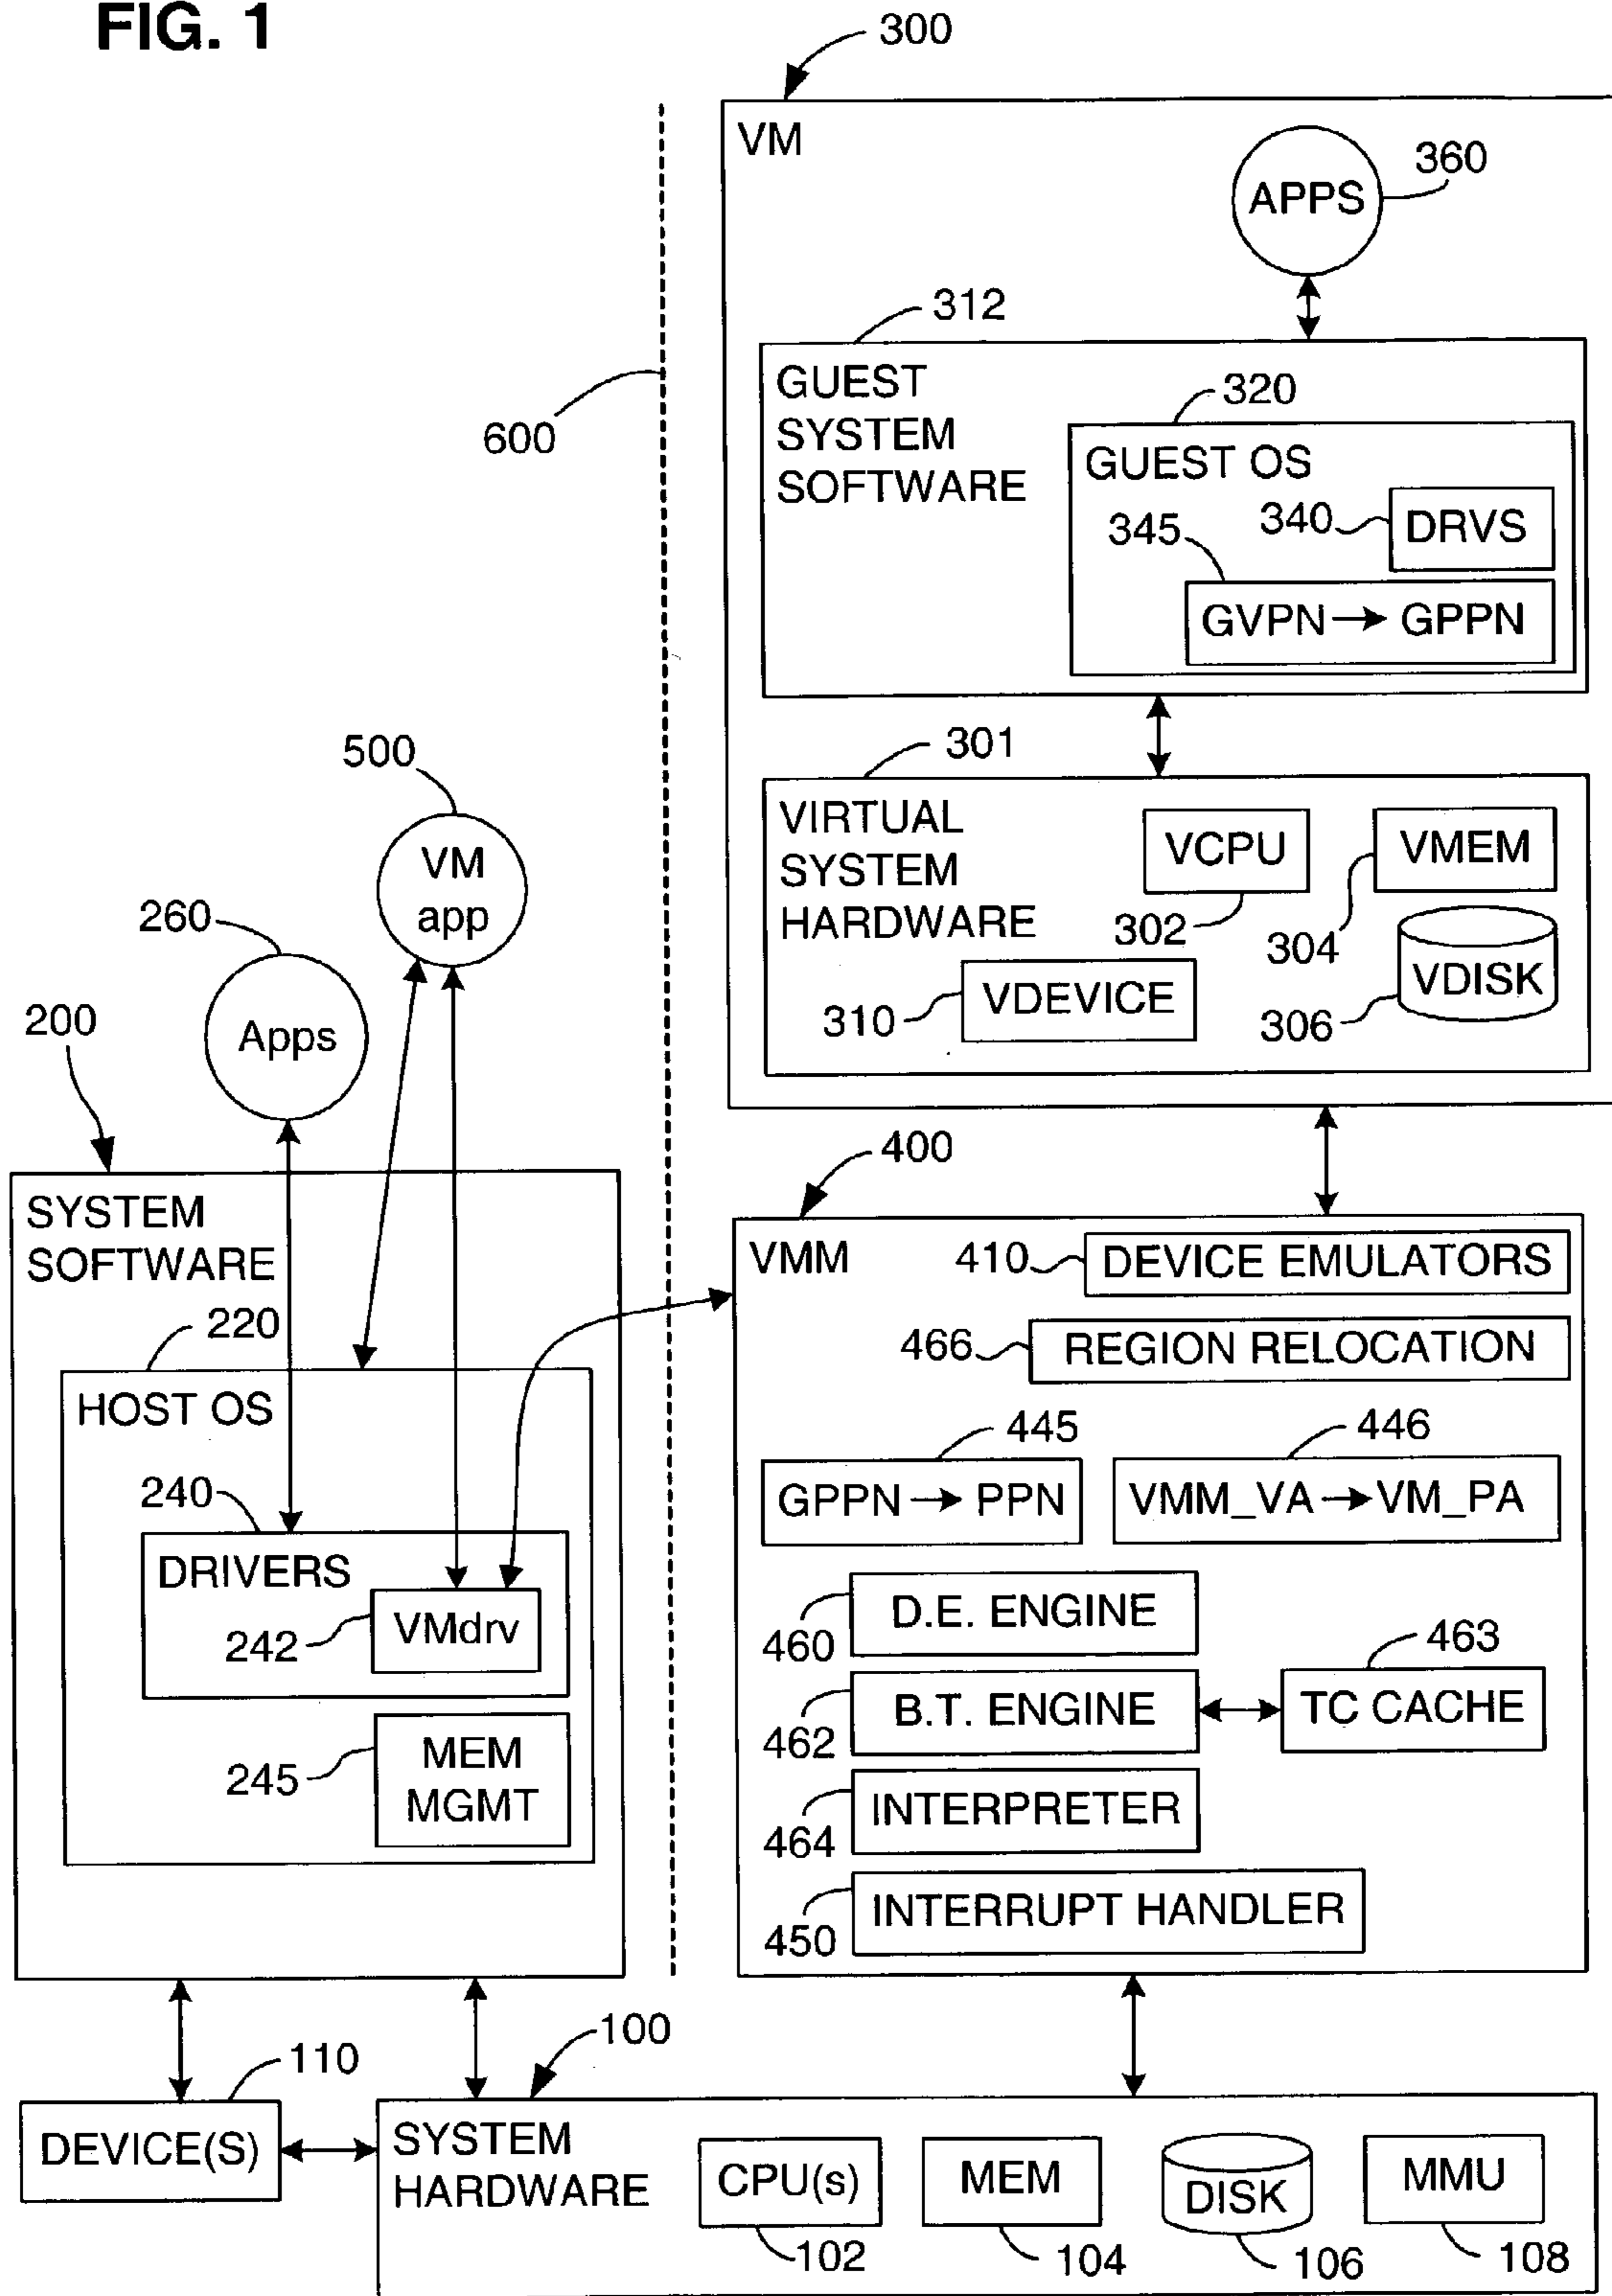 FIG. 1
300
VM
360
APPS
312
GUEST
SYSTEM
SOFTWARE
320
GUEST OS
340
DRVS
345
GVPN → GPPN
600
301
VIRTUAL
SYSTEM
HARDWARE
VCPU
302
VMEM
304
VDISK
306
VDEVICE
310
500
VM
app
260
Apps
200
SYSTEM
SOFTWARE
220
HOST OS
240
DRIVERS
242
VMdrv
245
MEM
MGMT
400
VMM
410
DEVICE EMULATORS
466
REGION RELOCATION
445
GPPN → PPN
446
VMM_VA → VM_PA
460
D.E. ENGINE
462
B.T. ENGINE
463
TC CACHE
464
INTERPRETER
450
INTERRUPT HANDLER
110
DEVICE(S)
100
SYSTEM
HARDWARE
CPU(s)
102
MEM
104
DISK
106
MMU
108